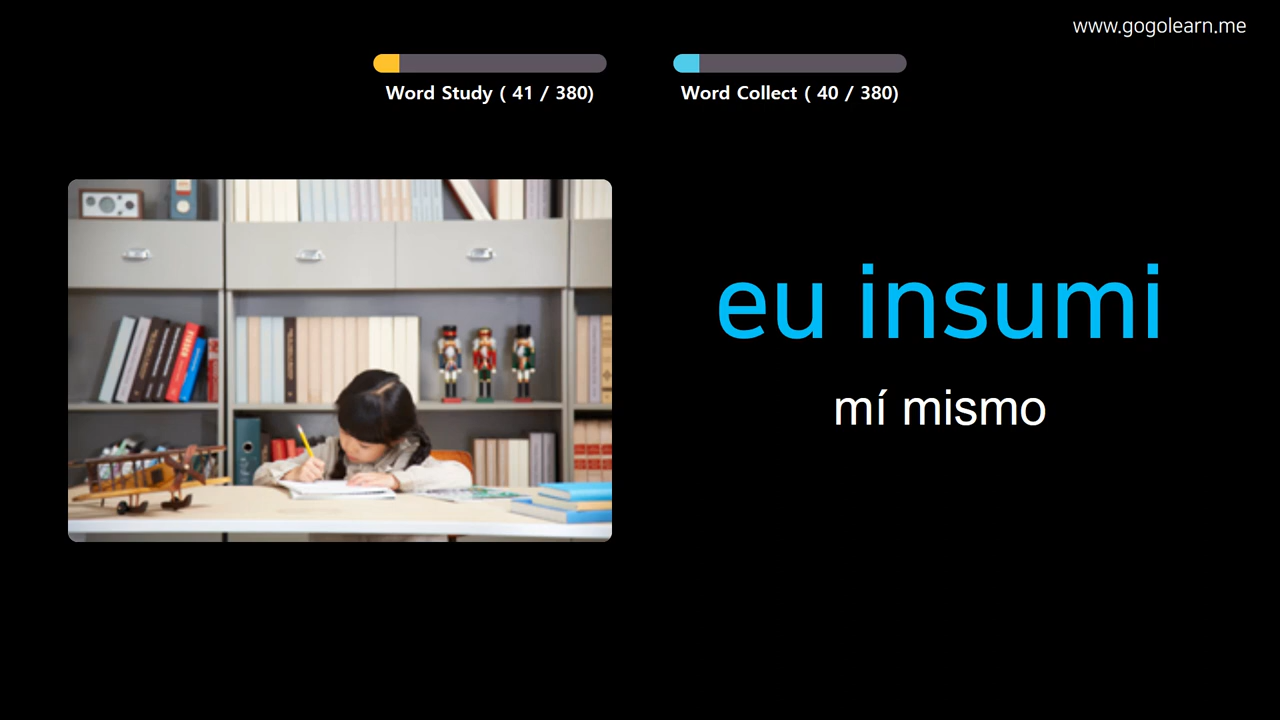 www.gogolearn.me
Word Study ( 41 / 380)
Word Collect ( 40 / 380)
eu insumi
mí mismo